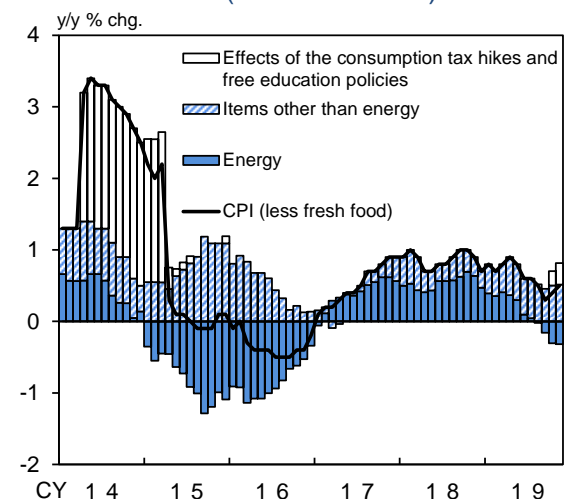 y/y % chg.
4
3
2
1
0
-1
-2
Effects of the consumption tax hikes and
free education policies
Items other than energy
Energy
CPI (less fresh food)
CY 14 15 16 17 18 19